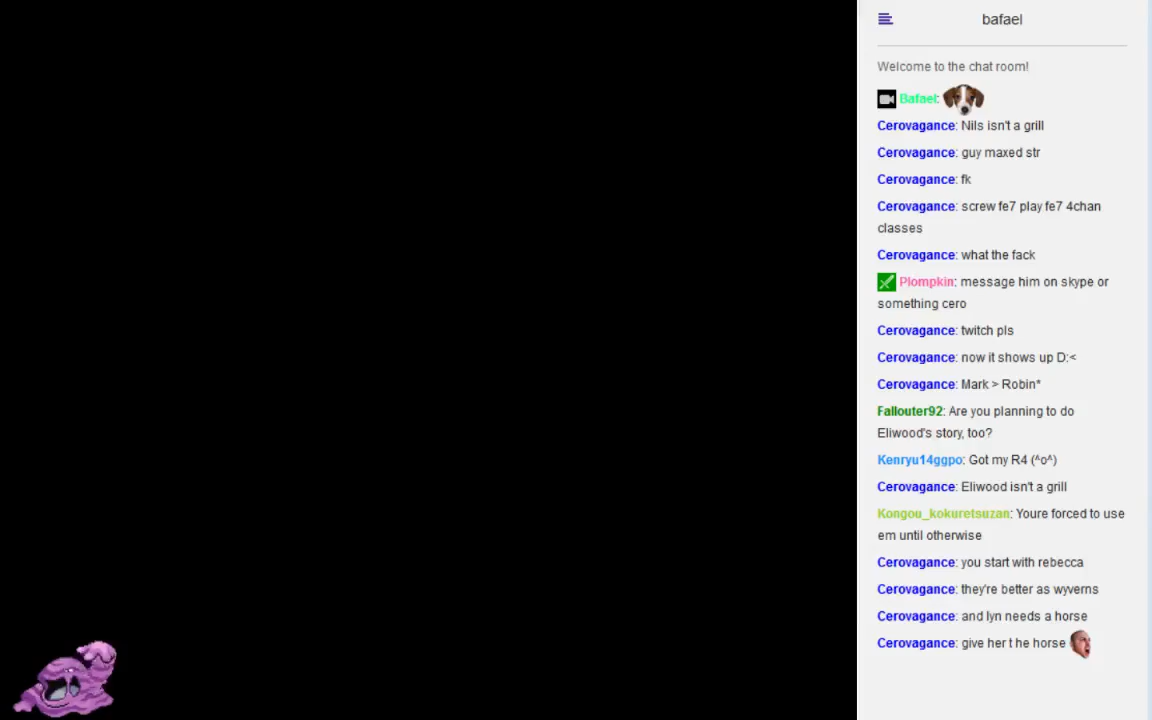 bafael
Welcome to the chat room!
Bafael:
Cerovagance: Nils isn't a grill
Cerovagance: guy maxed str
Cerovagance: fk
Cerovagance: screw fe7 play fe7 4chan
classes
Cerovagance: what the fack
Plompkin: message him on skype or
something cero
Cerovagance: twitch pls
Cerovagance: now it shows up D:<
Cerovagance: Mark > Robin*
Fallouter92: Are you planning to do
Eliwood's story, too?
Kenryu14ggpo: Got my R4 (^o^)
Cerovagance: Eliwood isn't a grill
Kongou_kokuretsuzan: Youre forced to use
em until otherwise
Cerovagance: you start with rebecca
Cerovagance: they're better as wyverns
Cerovagance: and lyn needs a horse
Cerovagance: give her t he horse